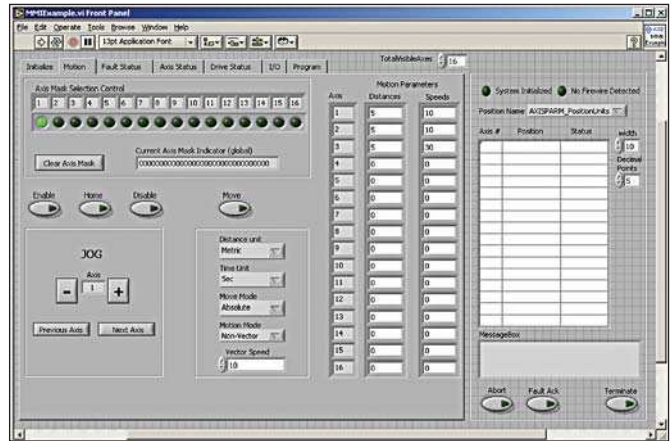 MMIExample.vi Front Panel
File Edit Operate Tools Browse Window Help
13pt Application Font
TotalVisibleAxes 16
Initialize Motion Fault Status Axis Status Drive Status I/O Program
Axis Mask Selection Control
1 2 3 4 5 6 7 8 9 10 11 12 13 14 15 16
Current Axis Mask Indicator (global)
Clear Axis Mask
Enable Home Disable Move
JOG
Axis
- 1 +
Previous Axis Next Axis
Distance unit
Metric
Time Unit
Sec
Move Mode
Absolute
Motion Mode
Non-Vector
Vector Speed
10
Motion Parameters
Axis Distances Speeds
1 5 10
2 5 10
3 5 30
4 0 0
5 0 0
6 0 0
7 0 0
8 0 0
9 0 0
10 0 0
11 0 0
12 0 0
13 0 0
14 0 0
15 0 0
16 0 0
System Initialized No Firewire Detected
Position Name AXISPARM_PositionUnits
Axis # Position Status
Width
10
Decimal
Points
5
MessageBox
Abort Fault Ack Terminate